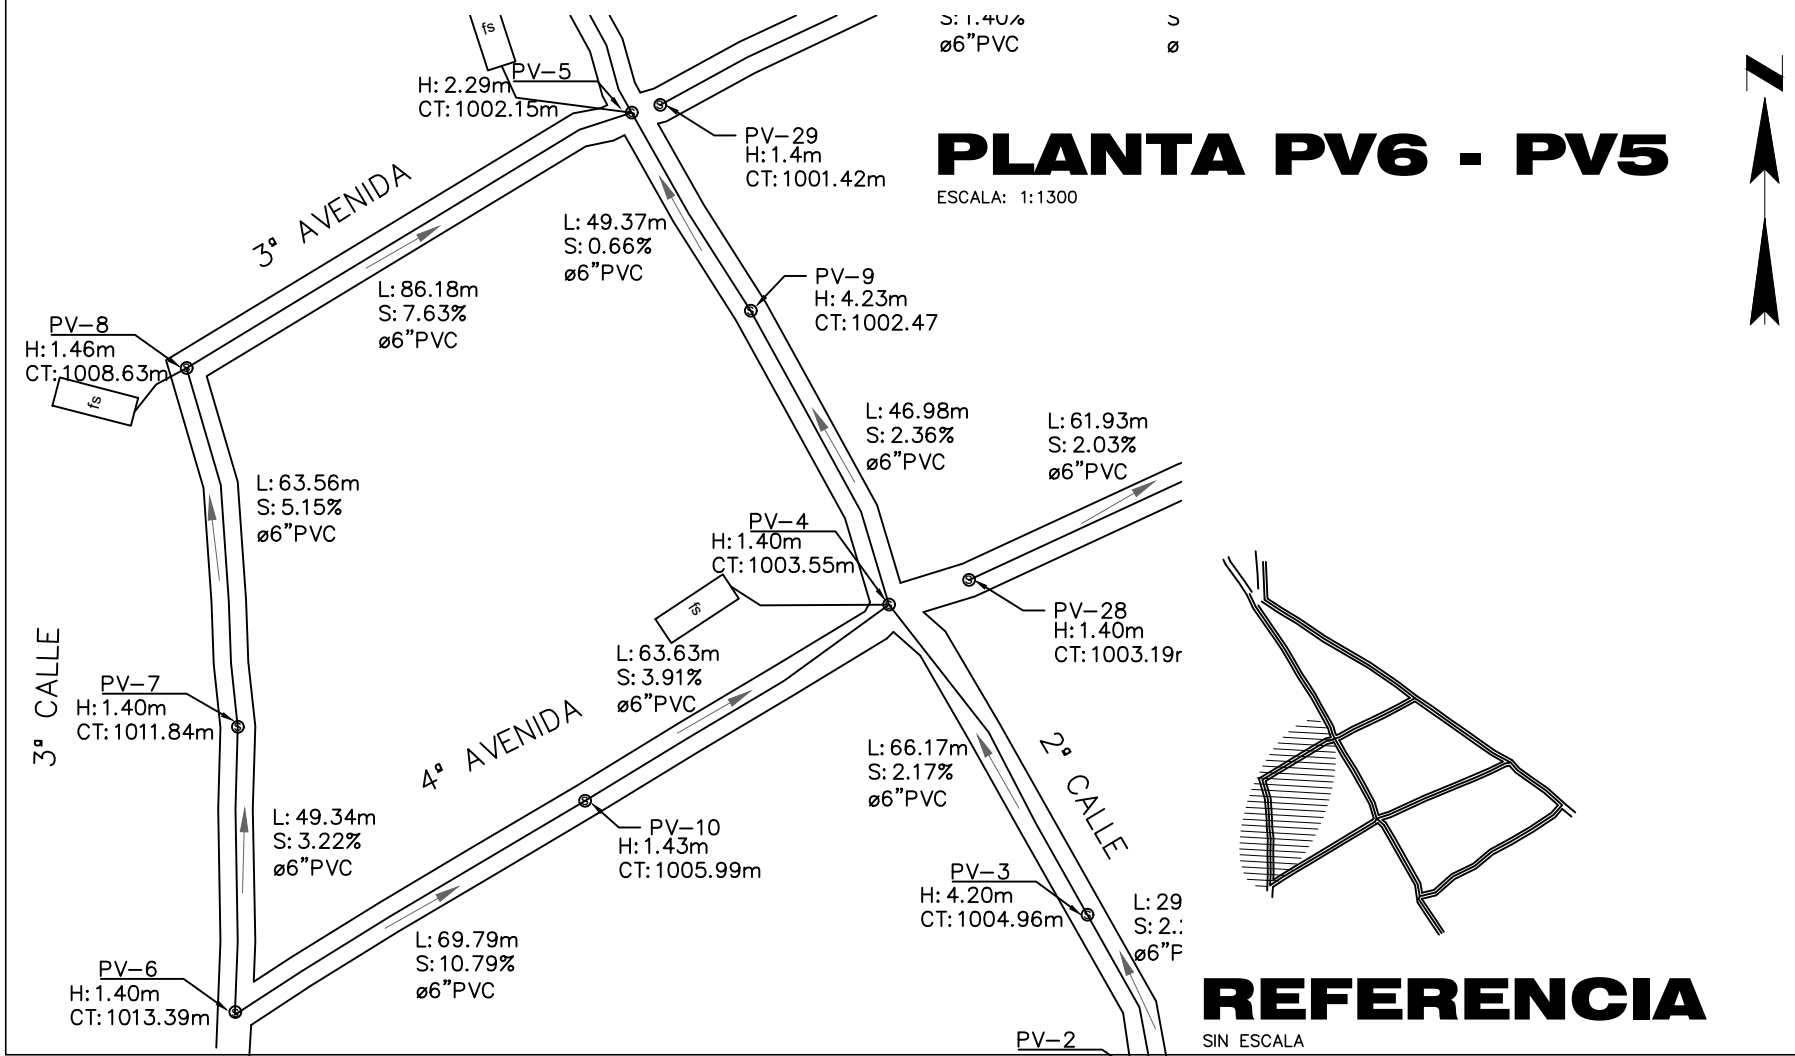 fs
S: 1.40%
ø6"PVC
PV-5
H: 2.29m
CT: 1002.15m
PV-29
H: 1.4m
CT: 1001.42m
PLANTA PV6 - PV5
ESCALA: 1:1300
N
3ª AVENIDA
L: 49.37m
S: 0.66%
ø6"PVC
L: 86.18m
S: 7.63%
ø6"PVC
PV-9
H: 4.23m
CT: 1002.47
PV-8
H: 1.46m
CT: 1008.63m
fs
L: 46.98m
S: 2.36%
ø6"PVC
L: 61.93m
S: 2.03%
ø6"PVC
L: 63.56m
S: 5.15%
ø6"PVC
PV-4
H: 1.40m
CT: 1003.55m
fs
PV-28
H: 1.40m
CT: 1003.19
3ª CALLE
L: 63.63m
S: 3.91%
ø6"PVC
PV-7
H: 1.40m
CT: 1011.84m
4ª AVENIDA
2ª CALLE
L: 66.17m
S: 2.17%
ø6"PVC
L: 49.34m
S: 3.22%
ø6"PVC
PV-10
H: 1.43m
CT: 1005.99m
PV-3
H: 4.20m
CT: 1004.96m
L: 29
S: 2.
ø6"P
L: 69.79m
S: 10.79%
ø6"PVC
PV-6
H: 1.40m
CT: 1013.39m
REFERENCIA
SIN ESCALA
PV-2